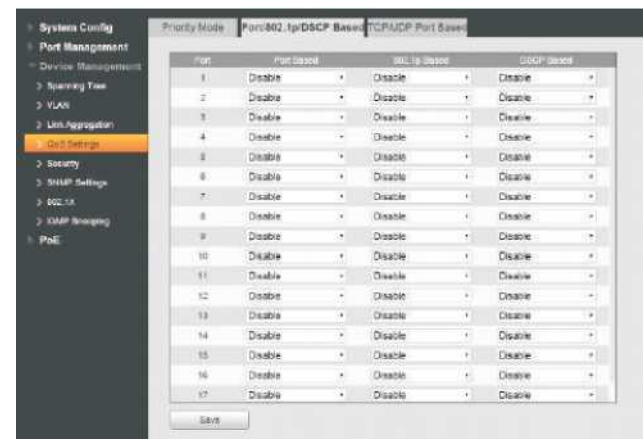 System Config
Port Management
Device Management
Spanning Tree
VLAN
Link Aggregation
QoS Settings
Security
SNMP Settings
802.1X
IGMP Snooping
PoE
Priority Mode Port/802.1p/DSCP Based TCP/UDP Port Based
Port Port Based 802.1p Based DSCP Based
1 Disable Disable Disable
2 Disable Disable Disable
3 Disable Disable Disable
4 Disable Disable Disable
5 Disable Disable Disable
6 Disable Disable Disable
7 Disable Disable Disable
8 Disable Disable Disable
9 Disable Disable Disable
10 Disable Disable Disable
11 Disable Disable Disable
12 Disable Disable Disable
13 Disable Disable Disable
14 Disable Disable Disable
15 Disable Disable Disable
16 Disable Disable Disable
17 Disable Disable Disable
Save